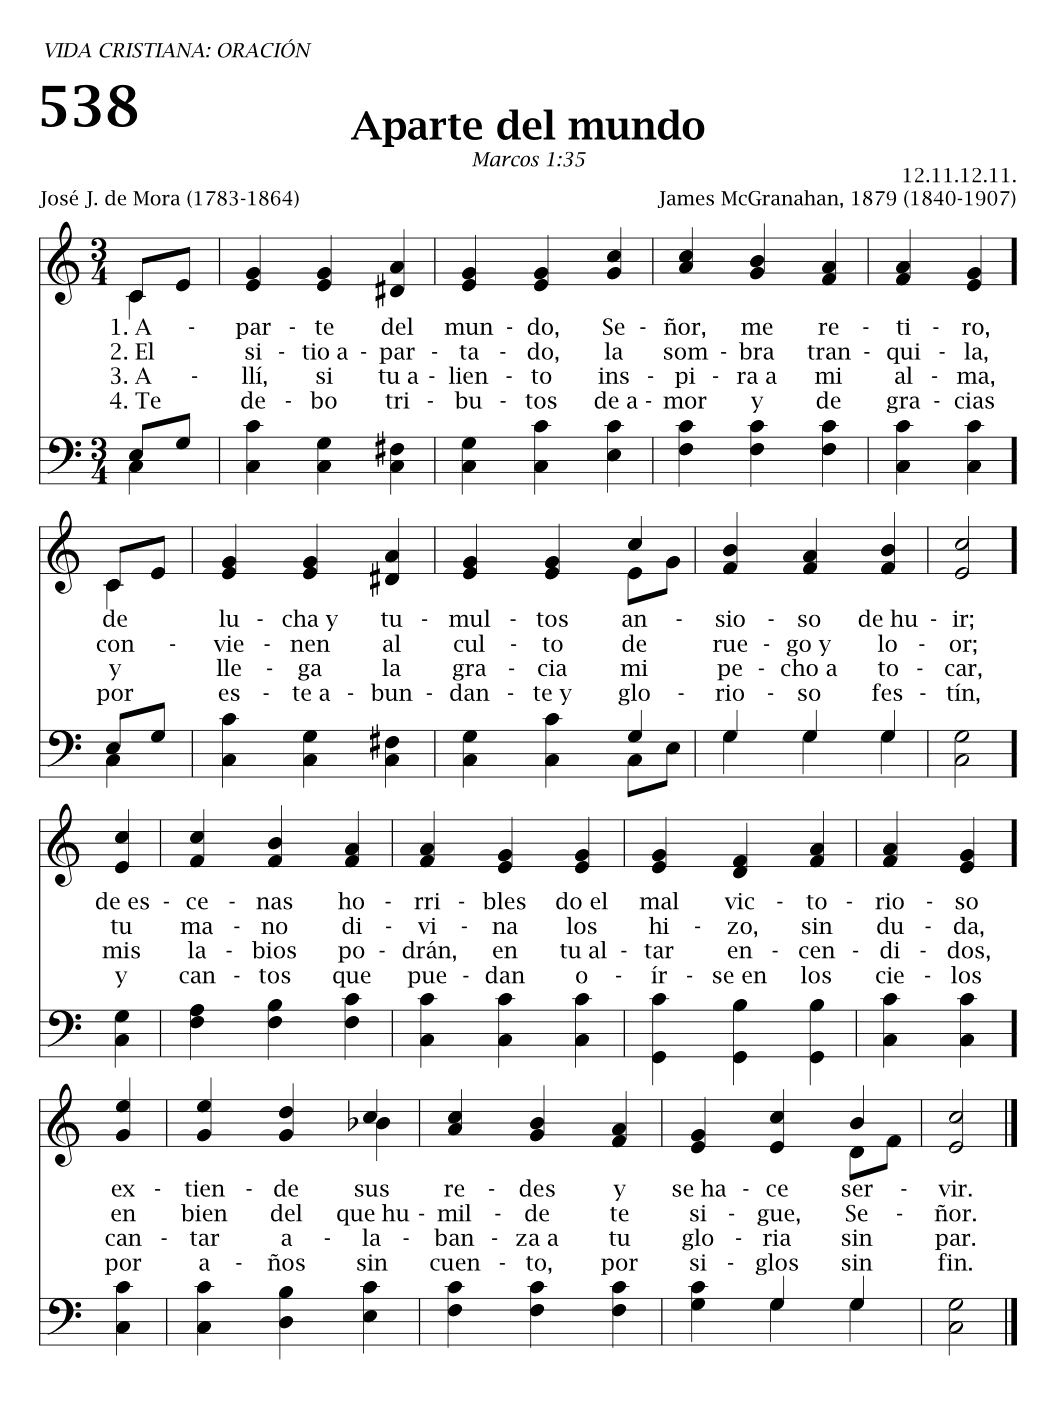 VIDA CRISTIANA: ORACIÓN
538
Aparte del mundo
Marcos 1:35
12.11.12.11.
José J. de Mora (1783-1864) James McGranahan, 1879 (1840-1907)
1. A - par - te del mun - do, Se - ñor, me re - ti - ro,
2. El si - tio a - par - ta - do, la som - bra tran - qui - la,
3. A - llí, si tu a - lien - to ins - pi - ra a mi al - ma,
4. Te de - bo tri - bu - tos de a - mor y de gra - cias
de lu - cha y tu - mul - tos an - sio - so de hu - ir;
con - vie - nen al cul - to de rue - go y lo - or;
y lle - ga la gra - cia mi pe - cho a to - car,
por es - te a - bun - dan - te y glo - rio - so fes - tín,
de es - ce - nas ho - rri - bles do el mal vic - to - rio - so
tu ma - no di - vi - na los hi - zo, sin du - da,
mis la - bios po - drán, en tu al - tar en - cen - di - dos,
y can - tos que pue - dan o - ír - se en los cie - los
ex - tien - de sus re - des y se ha - ce ser - vir.
en bien del que hu - mil - de te si - gue, Se - ñor.
can - tar a - la - ban - za a tu glo - ria sin par.
por a - ños sin cuen - to, por si - glos sin fin.